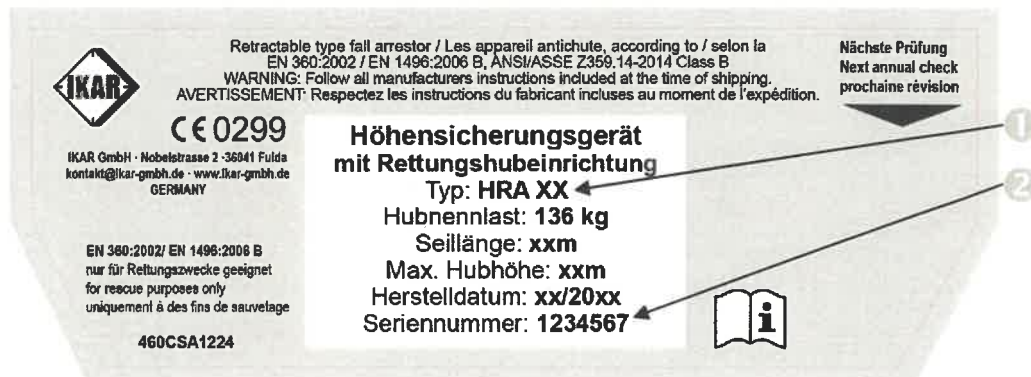 Retractable type fall arrestor / Les appareil antichute, according to / selon la
EN 360:2002 / EN 1496:2006 B, ANSI/ASSE Z359.14-2014 Class B
WARNING: Follow all manufacturers instructions included at the time of shipping.
AVERTISSEMENT: Respectez les instructions du fabricant incluses au moment de l'expédition.
Nächste Prüfung
Next annual check
prochaine révision
IKAR
CE 0299
IKAR GmbH · Nobelstrasse 2 ·36041 Fulda
kontakt@ikar-gmbh.de · www.ikar-gmbh.de
GERMANY
EN 360:2002/ EN 1496:2006 B
nur für Rettungszwecke geeignet
for rescue purposes only
uniquement à des fins de sauvetage
460CSA1224
Höhensicherungsgerät
mit Rettungshubeinrichtung
Typ: HRA XX
Hubnennlast: 136 kg
Seillänge: xxm
Max. Hubhöhe: xxm
Herstelldatum: xx/20xx
Seriennummer: 1234567
i
1
2